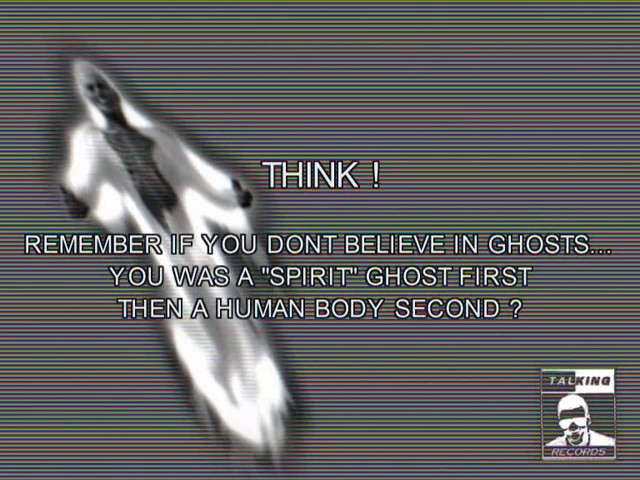 THINK !
REMEMBER IF YOU DONT BELIEVE IN GHOSTS...
YOU WAS A "SPIRIT" GHOST FIRST
THEN A HUMAN BODY SECOND ?
TALKING
RECORDS